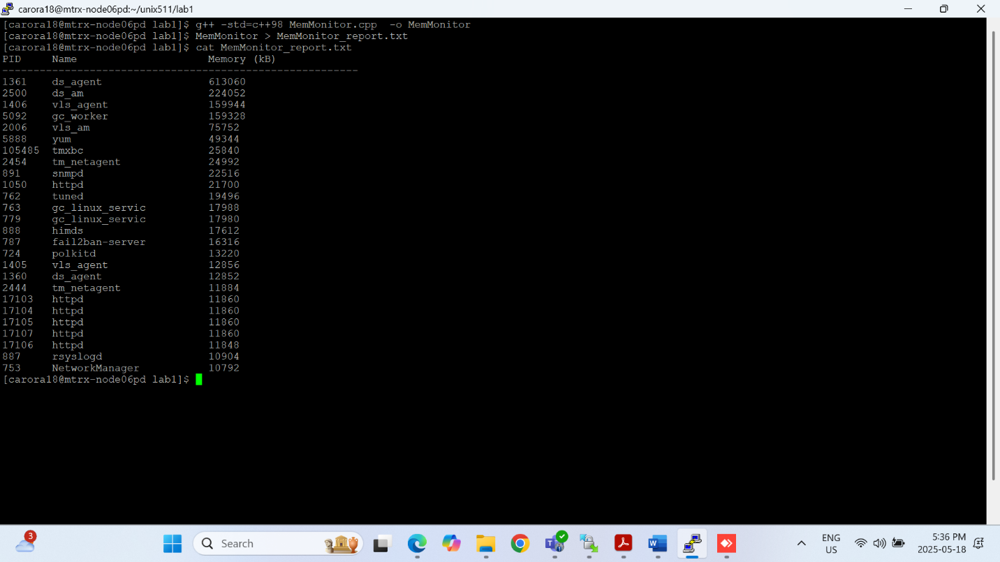 carora18@mtrx-node06pd:~/unix511/lab1
[carora18@mtrx-node06pd lab1]$ g++ -std=c++98 MemMonitor.cpp  -o MemMonitor
[carora18@mtrx-node06pd lab1]$ MemMonitor > MemMonitor_report.txt
[carora18@mtrx-node06pd lab1]$ cat MemMonitor_report.txt
PID     Name                     Memory (kB)
---------------------------------------------------------
1361    ds_agent                 613060
2500    ds_am                    224052
1406    vls_agent                159944
5092    gc_worker                159328
2006    vls_am                   75752
5888    yum                      49344
105485  tmxbc                    25840
2454    tm_netagent              24992
891     snmpd                    22516
1050    httpd                    21700
762     tuned                    19496
763     gc_linux_servic          17988
779     gc_linux_servic          17980
888     himds                    17612
787     fail2ban-server          16316
724     polkitd                  13220
1405    vls_agent                12856
1360    ds_agent                 12852
2444    tm_netagent              11884
17103   httpd                    11860
17104   httpd                    11860
17105   httpd                    11860
17107   httpd                    11860
17106   httpd                    11848
887     rsyslogd                 10904
753     NetworkManager           10792
[carora18@mtrx-node06pd lab1]$
3
Search
ENG
US
5:36 PM
2025-05-18